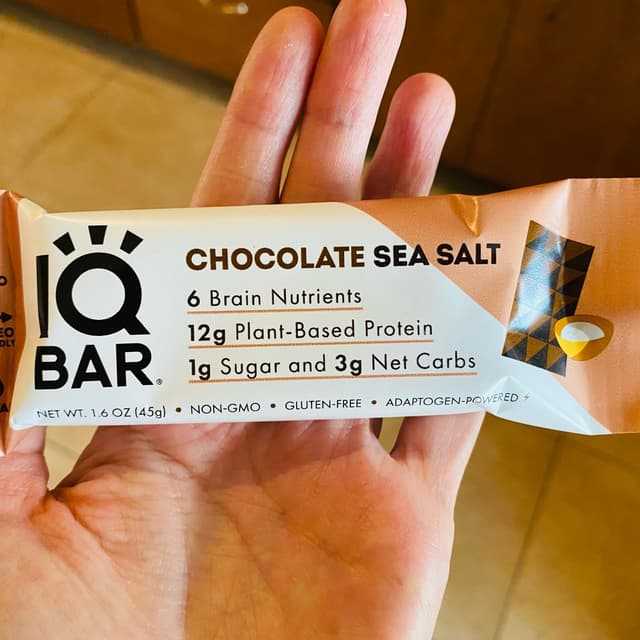 IQ
BAR®
CHOCOLATE SEA SALT
6 Brain Nutrients
12g Plant-Based Protein
1g Sugar and 3g Net Carbs
NET WT. 1.6 OZ (45g) • NON-GMO • GLUTEN-FREE • ADAPTOGEN-POWERED